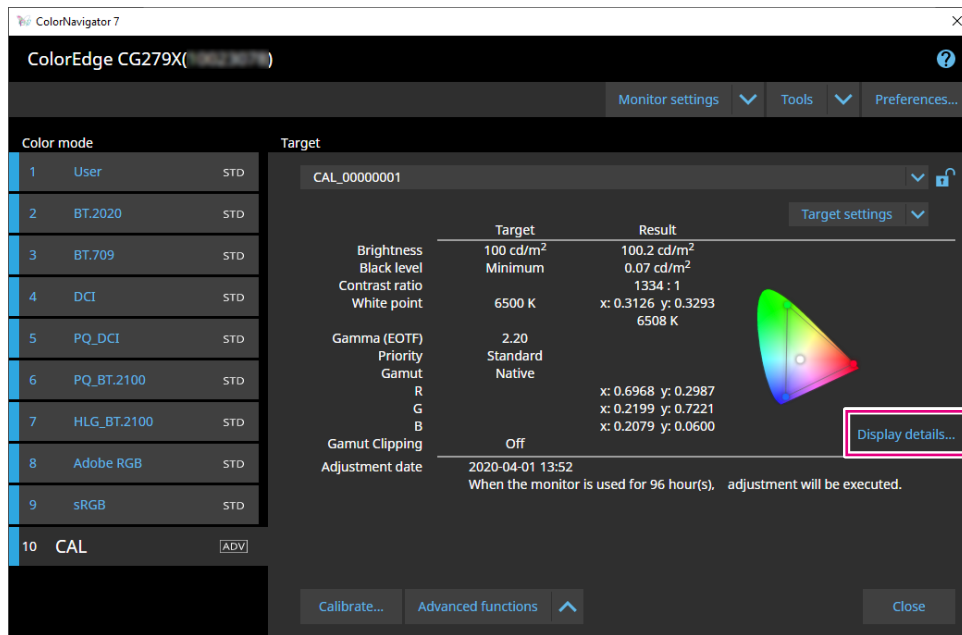 ColorNavigator 7
ColorEdge CG279X( )
Monitor settings Tools Preferences...
Color mode Target
1 User STD
2 BT.2020 STD
3 BT.709 STD
4 DCI STD
5 PQ_DCI STD
6 PQ_BT.2100 STD
7 HLG_BT.2100 STD
8 Adobe RGB STD
9 sRGB STD
10 CAL ADV
CAL_00000001
Target settings
Target Result
Brightness 100 cd/m² 100.2 cd/m²
Black level Minimum 0.07 cd/m²
Contrast ratio 1334 : 1
White point 6500 K x: 0.3126 y: 0.3293
6508 K
Gamma (EOTF) 2.20
Priority Standard
Gamut Native
R x: 0.6968 y: 0.2987
G x: 0.2199 y: 0.7221
B x: 0.2079 y: 0.0600
Gamut Clipping Off
Display details...
Adjustment date 2020-04-01 13:52
When the monitor is used for 96 hour(s), adjustment will be executed.
Calibrate... Advanced functions Close